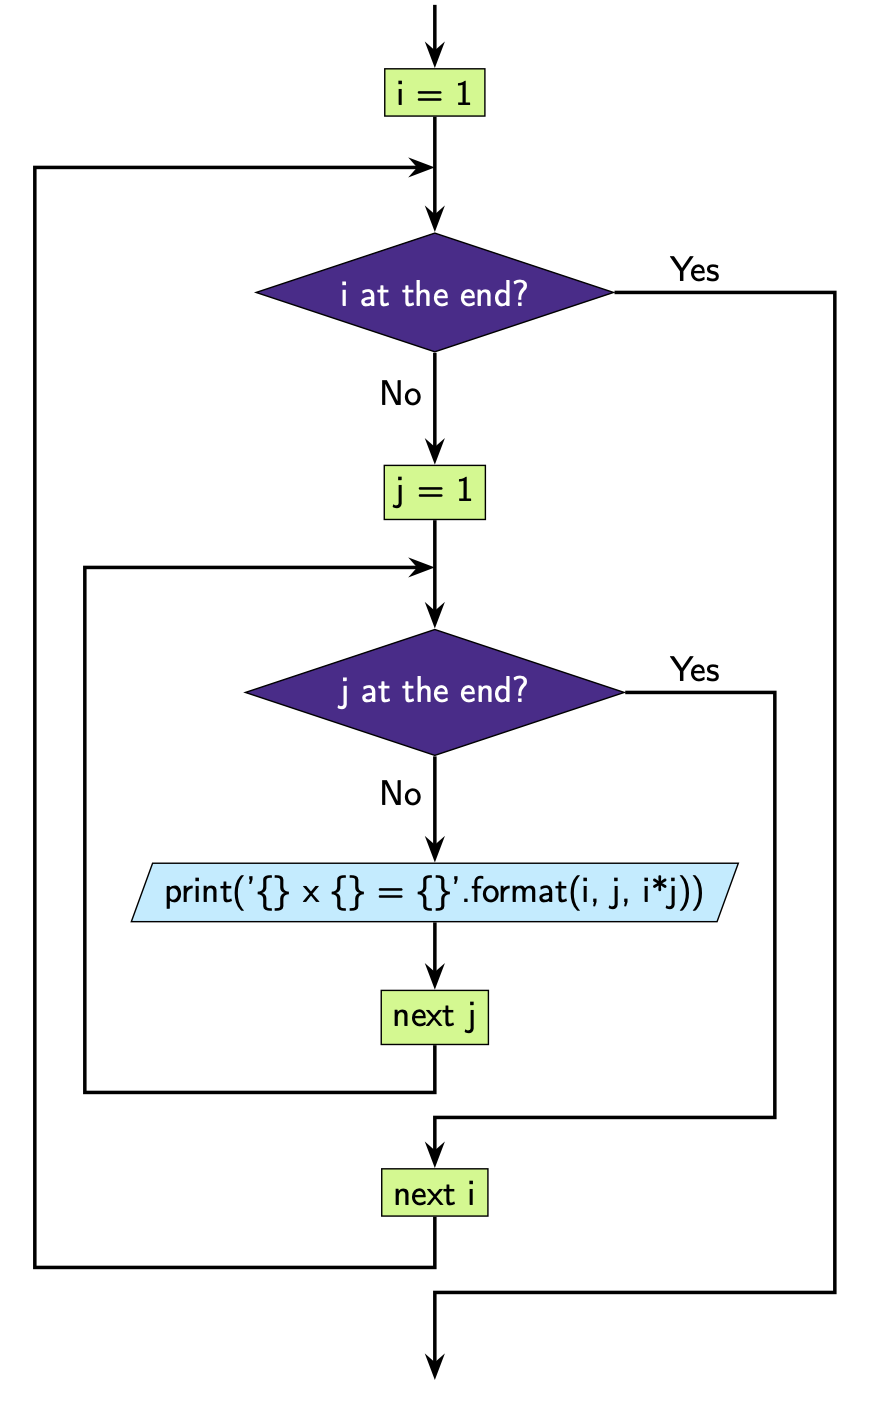 i = 1
i at the end?
Yes
No
j = 1
j at the end?
Yes
No
print('{} x {} = {}'.format(i, j, i*j))
next j
next i